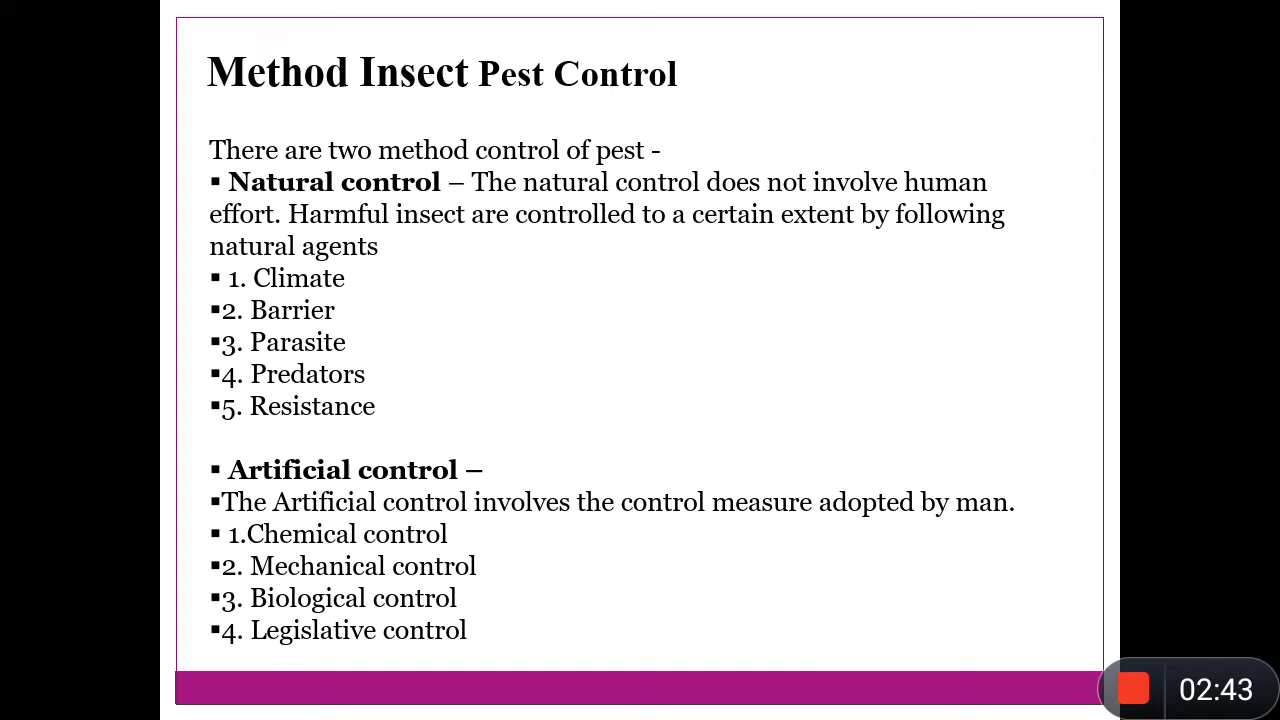 Method Insect Pest Control
There are two method control of pest -
▪ Natural control – The natural control does not involve human
effort. Harmful insect are controlled to a certain extent by following
natural agents
▪ 1. Climate
▪2. Barrier
▪3. Parasite
▪4. Predators
▪5. Resistance
▪ Artificial control –
▪The Artificial control involves the control measure adopted by man.
▪ 1.Chemical control
▪2. Mechanical control
▪3. Biological control
▪4. Legislative control
02:43